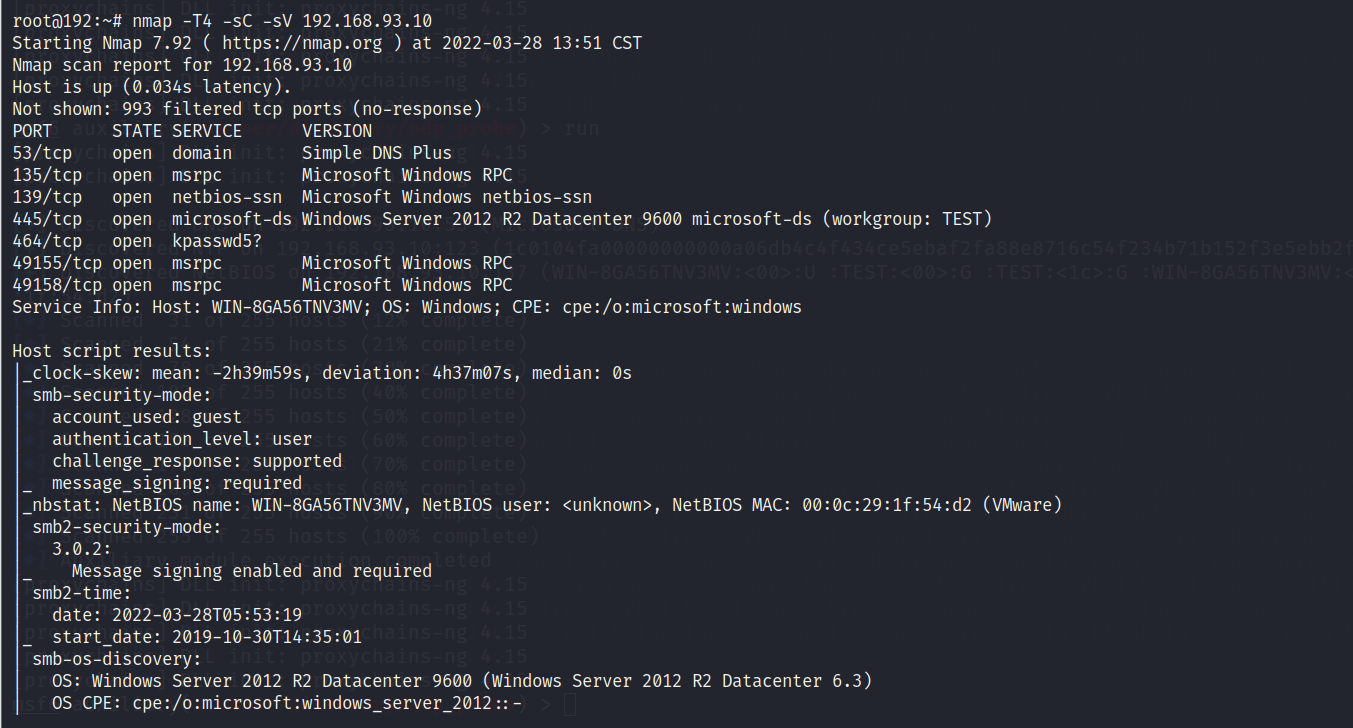 root@192:~# nmap -T4 -sC -sV 192.168.93.10
Starting Nmap 7.92 ( https://nmap.org ) at 2022-03-28 13:51 CST
Nmap scan report for 192.168.93.10
Host is up (0.034s latency).
Not shown: 993 filtered tcp ports (no-response)
PORT      STATE SERVICE      VERSION
53/tcp    open  domain       Simple DNS Plus
135/tcp   open  msrpc        Microsoft Windows RPC
139/tcp   open  netbios-ssn  Microsoft Windows netbios-ssn
445/tcp   open  microsoft-ds Windows Server 2012 R2 Datacenter 9600 microsoft-ds (workgroup: TEST)
464/tcp   open  kpasswd5?
49155/tcp open  msrpc        Microsoft Windows RPC
49158/tcp open  msrpc        Microsoft Windows RPC
Service Info: Host: WIN-8GA56TNV3MV; OS: Windows; CPE: cpe:/o:microsoft:windows
Host script results:
|_clock-skew: mean: -2h39m59s, deviation: 4h37m07s, median: 0s
| smb-security-mode:
|   account_used: guest
|   authentication_level: user
|   challenge_response: supported
|_  message_signing: required
|_nbstat: NetBIOS name: WIN-8GA56TNV3MV, NetBIOS user: <unknown>, NetBIOS MAC: 00:0c:29:1f:54:d2 (VMware)
| smb2-security-mode:
|   3.0.2:
|_    Message signing enabled and required
| smb2-time:
|   date: 2022-03-28T05:53:19
|_  start_date: 2019-10-30T14:35:01
| smb-os-discovery:
|   OS: Windows Server 2012 R2 Datacenter 9600 (Windows Server 2012 R2 Datacenter 6.3)
|   OS CPE: cpe:/o:microsoft:windows_server_2012::-